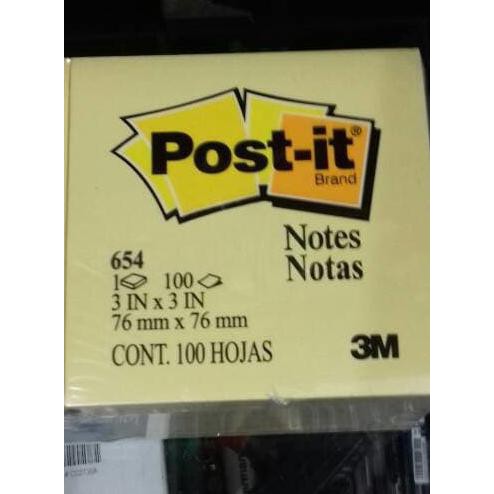 Post-it®
Brand
Notes
Notas
654
1 100
3 IN x 3 IN
76 mm x 76 mm
CONT. 100 HOJAS
3M